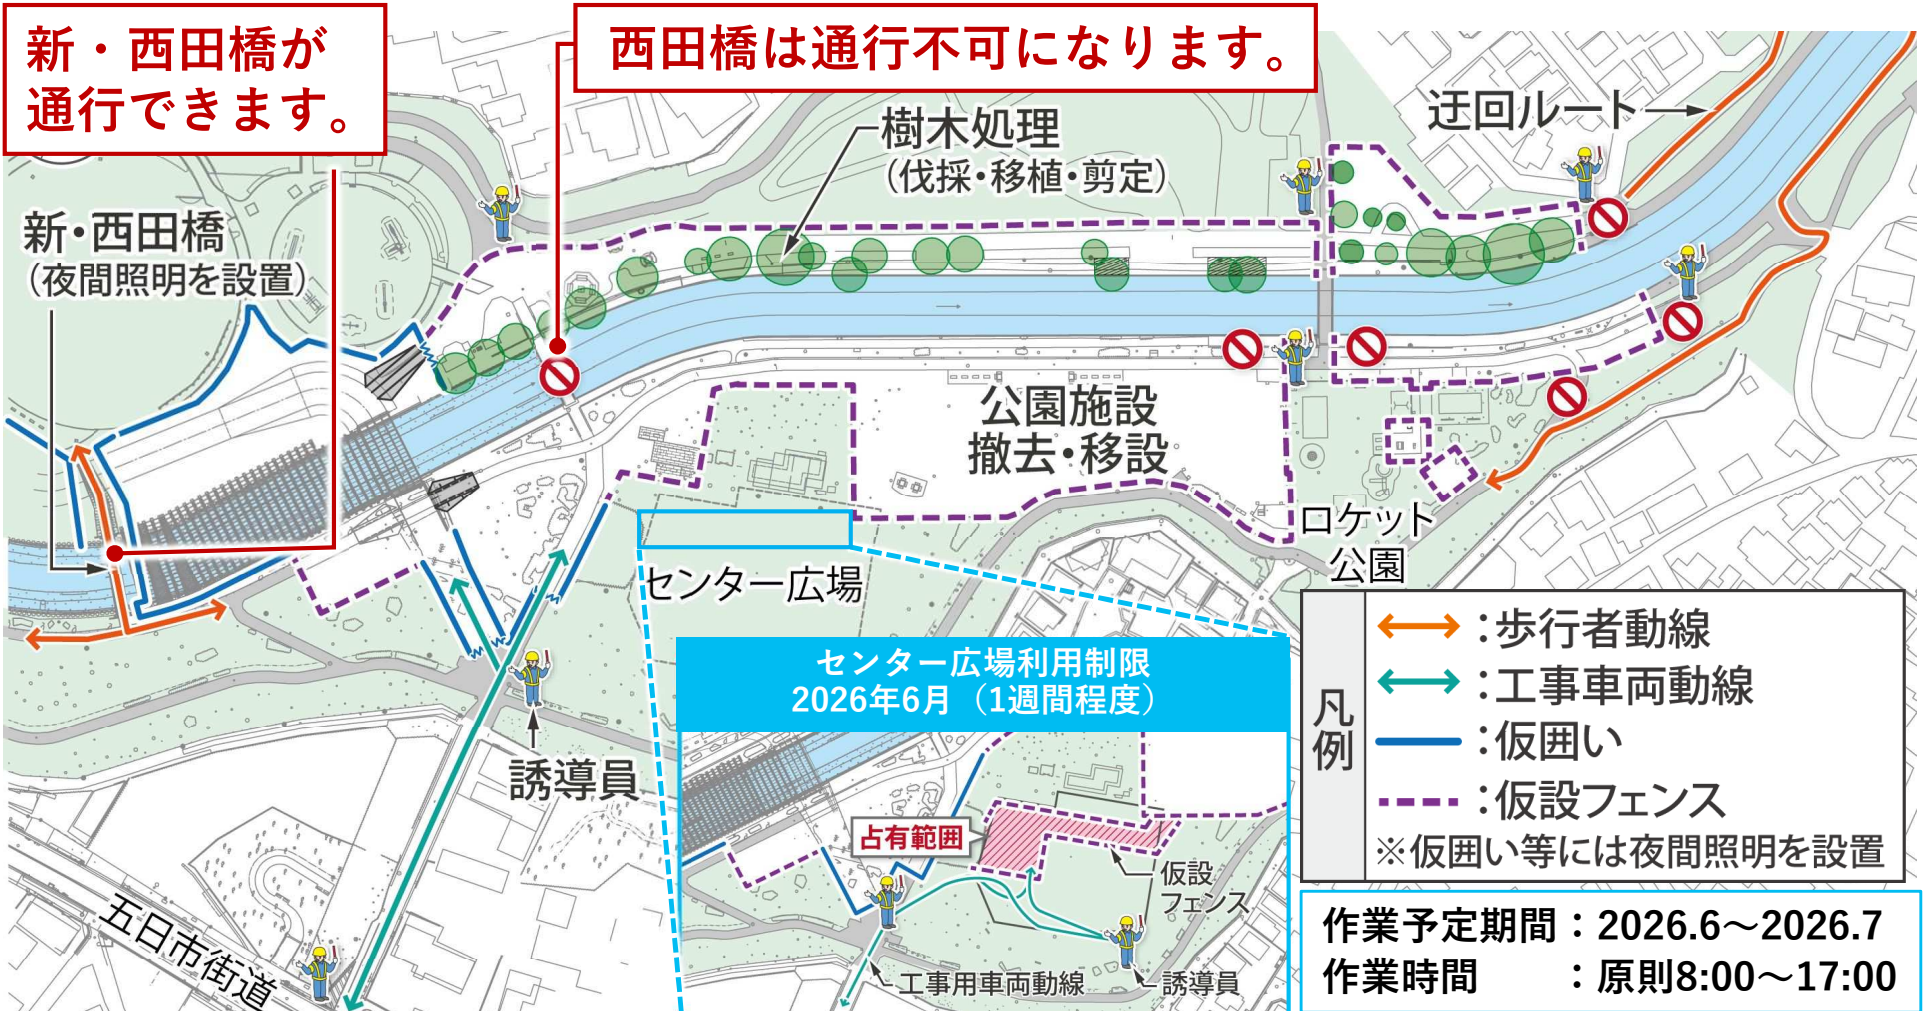 新・西田橋が
通行できます。
西田橋は通行不可になります。
樹木処理
（伐採・移植・剪定）
迂回ルート
新・西田橋
（夜間照明を設置）
公園施設
撤去・移設
ロケット
公園
センター広場
誘導員
五日市街道
センター広場利用制限
2026年6月（1週間程度）
占有範囲
仮設
フェンス
工事用車両動線
誘導員
凡例
：歩行者動線
：工事車両動線
：仮囲い
：仮設フェンス
※仮囲い等には夜間照明を設置
作業予定期間：2026.6～2026.7
作業時間　　：原則8:00～17:00